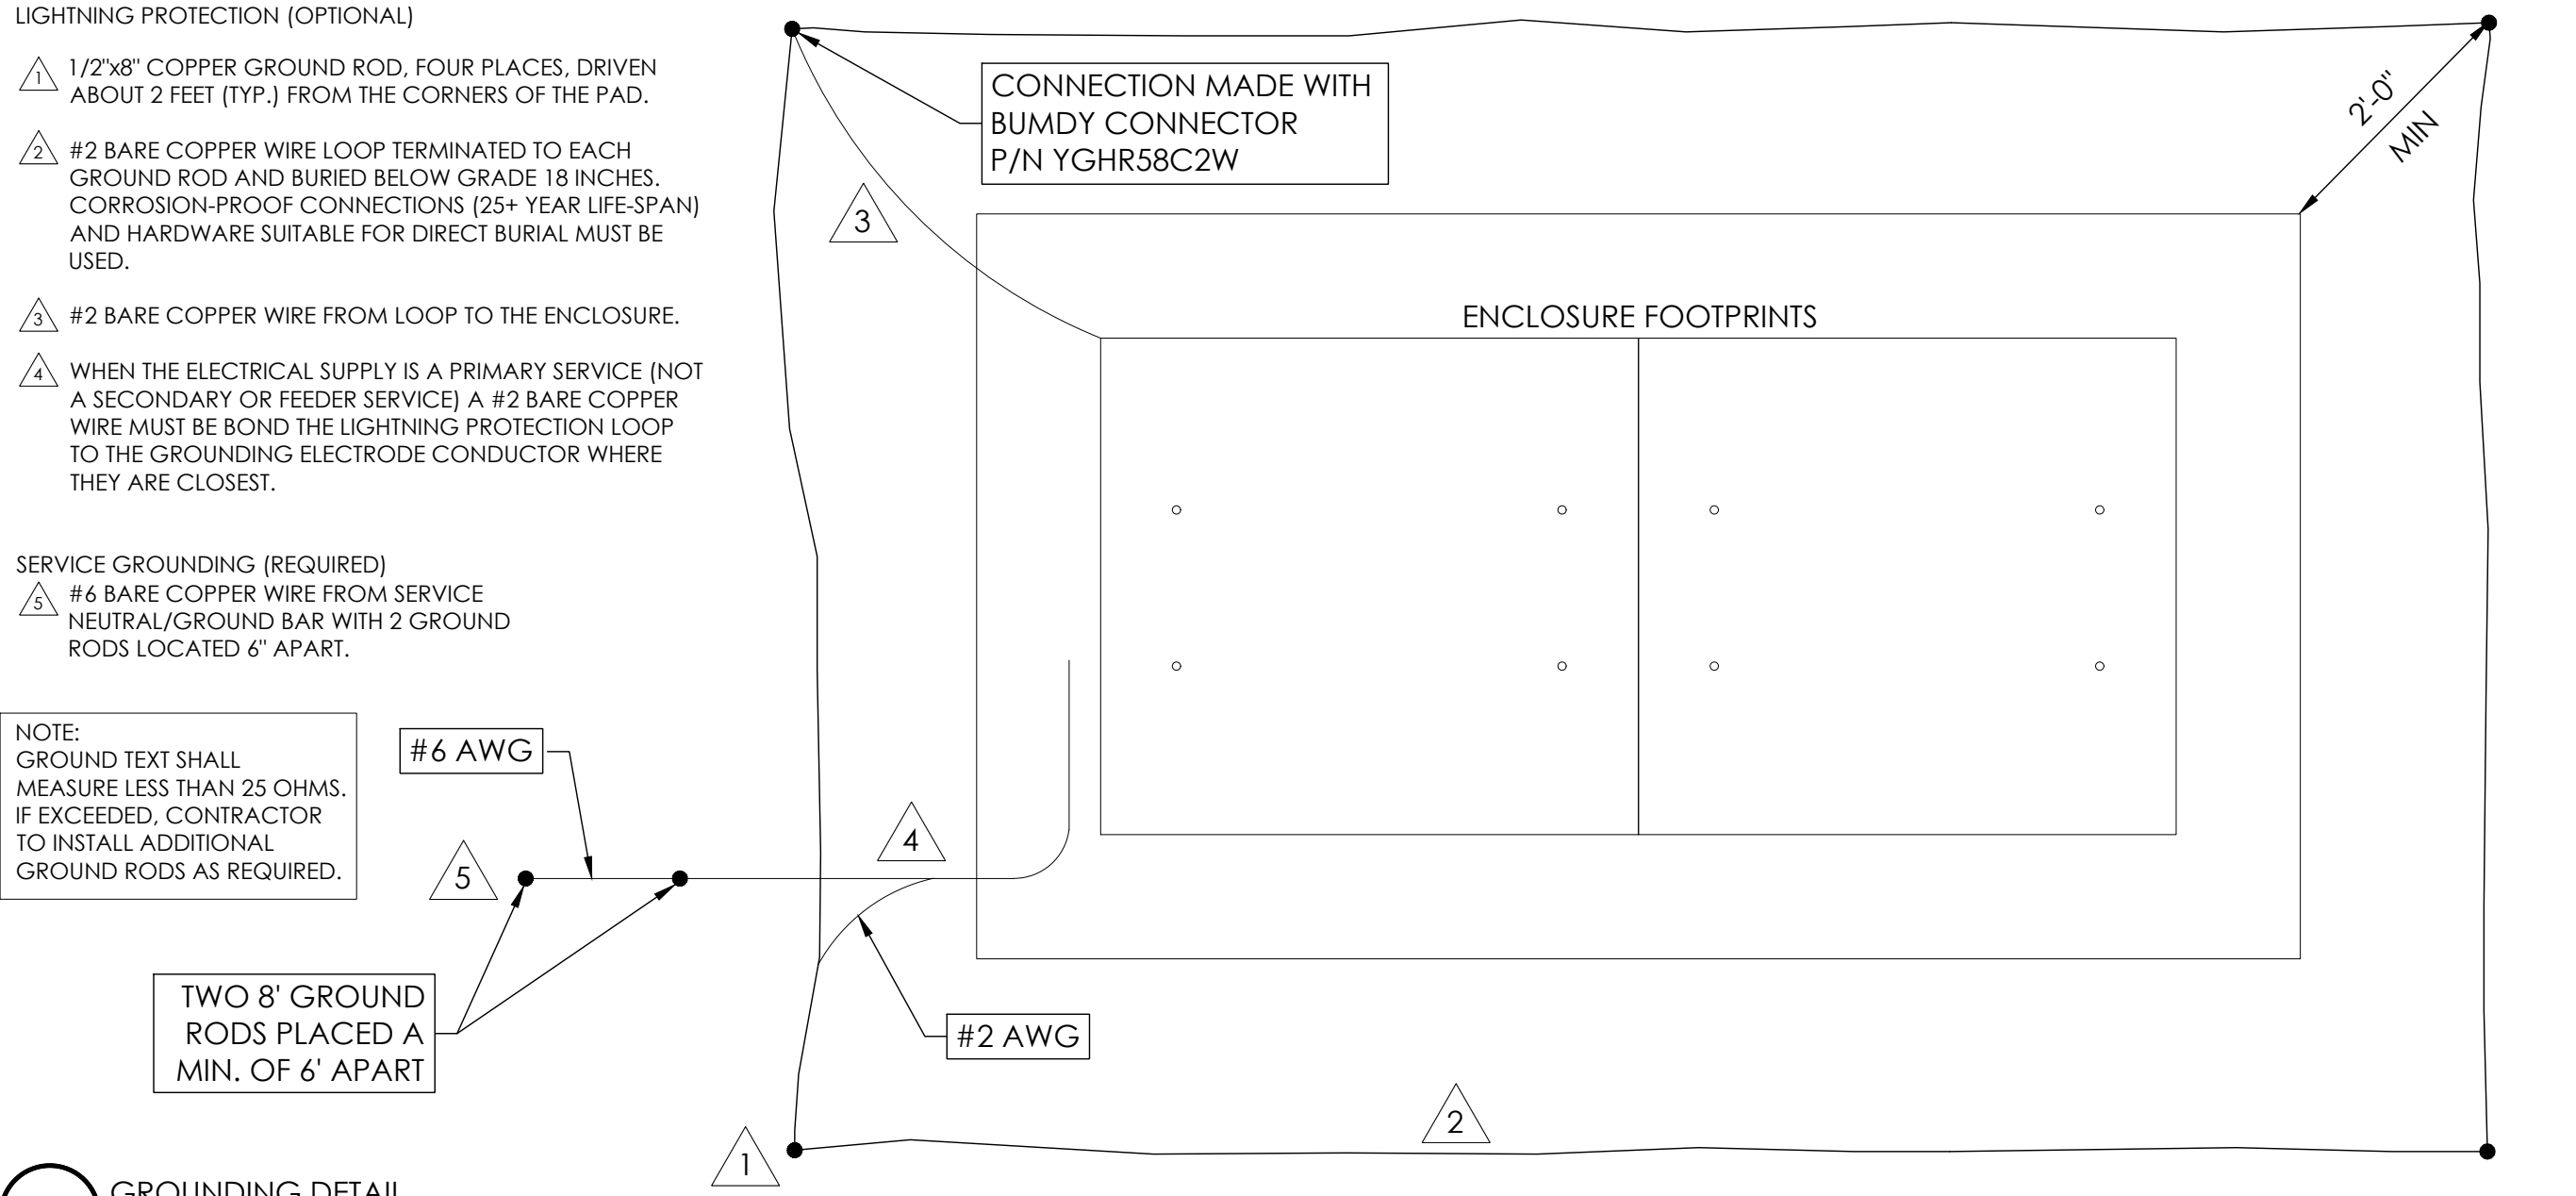 LIGHTNING PROTECTION (OPTIONAL)
1 1/2"x8" COPPER GROUND ROD, FOUR PLACES, DRIVEN
ABOUT 2 FEET (TYP.) FROM THE CORNERS OF THE PAD.
2 #2 BARE COPPER WIRE LOOP TERMINATED TO EACH
GROUND ROD AND BURIED BELOW GRADE 18 INCHES.
CORROSION-PROOF CONNECTIONS (25+ YEAR LIFE-SPAN)
AND HARDWARE SUITABLE FOR DIRECT BURIAL MUST BE
USED.
3 #2 BARE COPPER WIRE FROM LOOP TO THE ENCLOSURE.
4 WHEN THE ELECTRICAL SUPPLY IS A PRIMARY SERVICE (NOT
A SECONDARY OR FEEDER SERVICE) A #2 BARE COPPER
WIRE MUST BE BOND THE LIGHTNING PROTECTION LOOP
TO THE GROUNDING ELECTRODE CONDUCTOR WHERE
THEY ARE CLOSEST.
SERVICE GROUNDING (REQUIRED)
5 #6 BARE COPPER WIRE FROM SERVICE
NEUTRAL/GROUND BAR WITH 2 GROUND
RODS LOCATED 6" APART.
NOTE:
GROUND TEXT SHALL
MEASURE LESS THAN 25 OHMS.
IF EXCEEDED, CONTRACTOR
TO INSTALL ADDITIONAL
GROUND RODS AS REQUIRED.
#6 AWG
5
TWO 8' GROUND
RODS PLACED A
MIN. OF 6' APART
CONNECTION MADE WITH
BUMDY CONNECTOR
P/N YGHR58C2W
3
2'-0"
MIN
ENCLOSURE FOOTPRINTS
4
#2 AWG
2
1
GROUNDING DETAIL